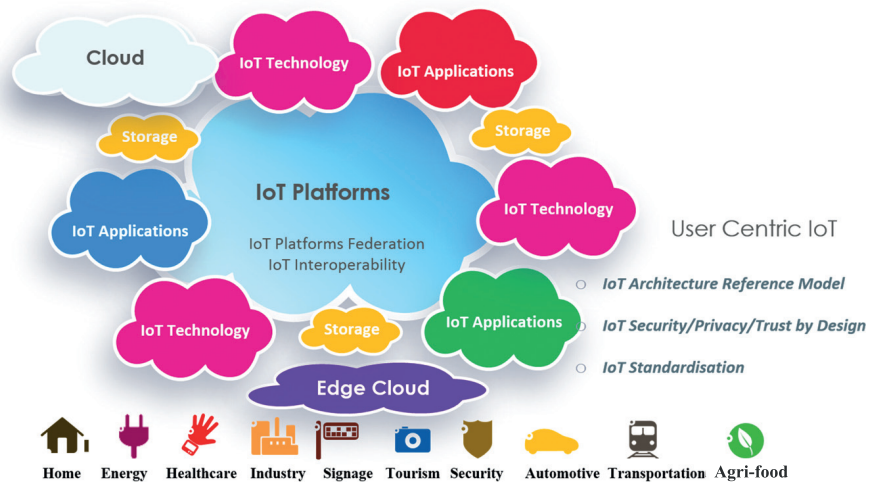 Cloud
IoT Technology
IoT Applications
Storage
Storage
IoT Platforms
IoT Applications
IoT Technology
User Centric IoT
IoT Platforms Federation
IoT Interoperability
IoT Architecture Reference Model
IoT Technology
Storage
IoT Applications
IoT Security/Privacy/Trust by Design
IoT Standardisation
Edge Cloud
Home Energy Healthcare Industry Signage Tourism Security Automotive Transportation Agri-food